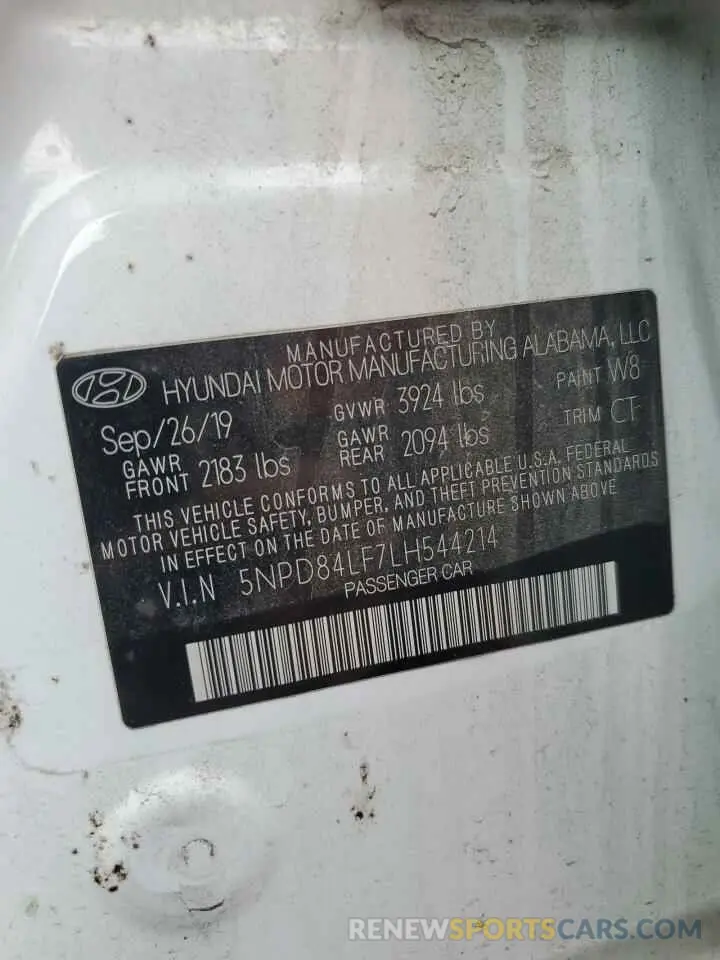 MANUFACTURED BY
HYUNDAI MOTOR MANUFACTURING ALABAMA, LLC
Sep/26/19 GVWR 3924 lbs PAINT W8
GAWR FRONT 2183 lbs GAWR REAR 2094 lbs TRIM CT
THIS VEHICLE CONFORMS TO ALL APPLICABLE U.S.A. FEDERAL
MOTOR VEHICLE SAFETY, BUMPER, AND THEFT PREVENTION STANDARDS
IN EFFECT ON THE DATE OF MANUFACTURE SHOWN ABOVE
V.I.N 5NPD84LF7LH544214
PASSENGER CAR
RENEWSPORTSCARS.COM